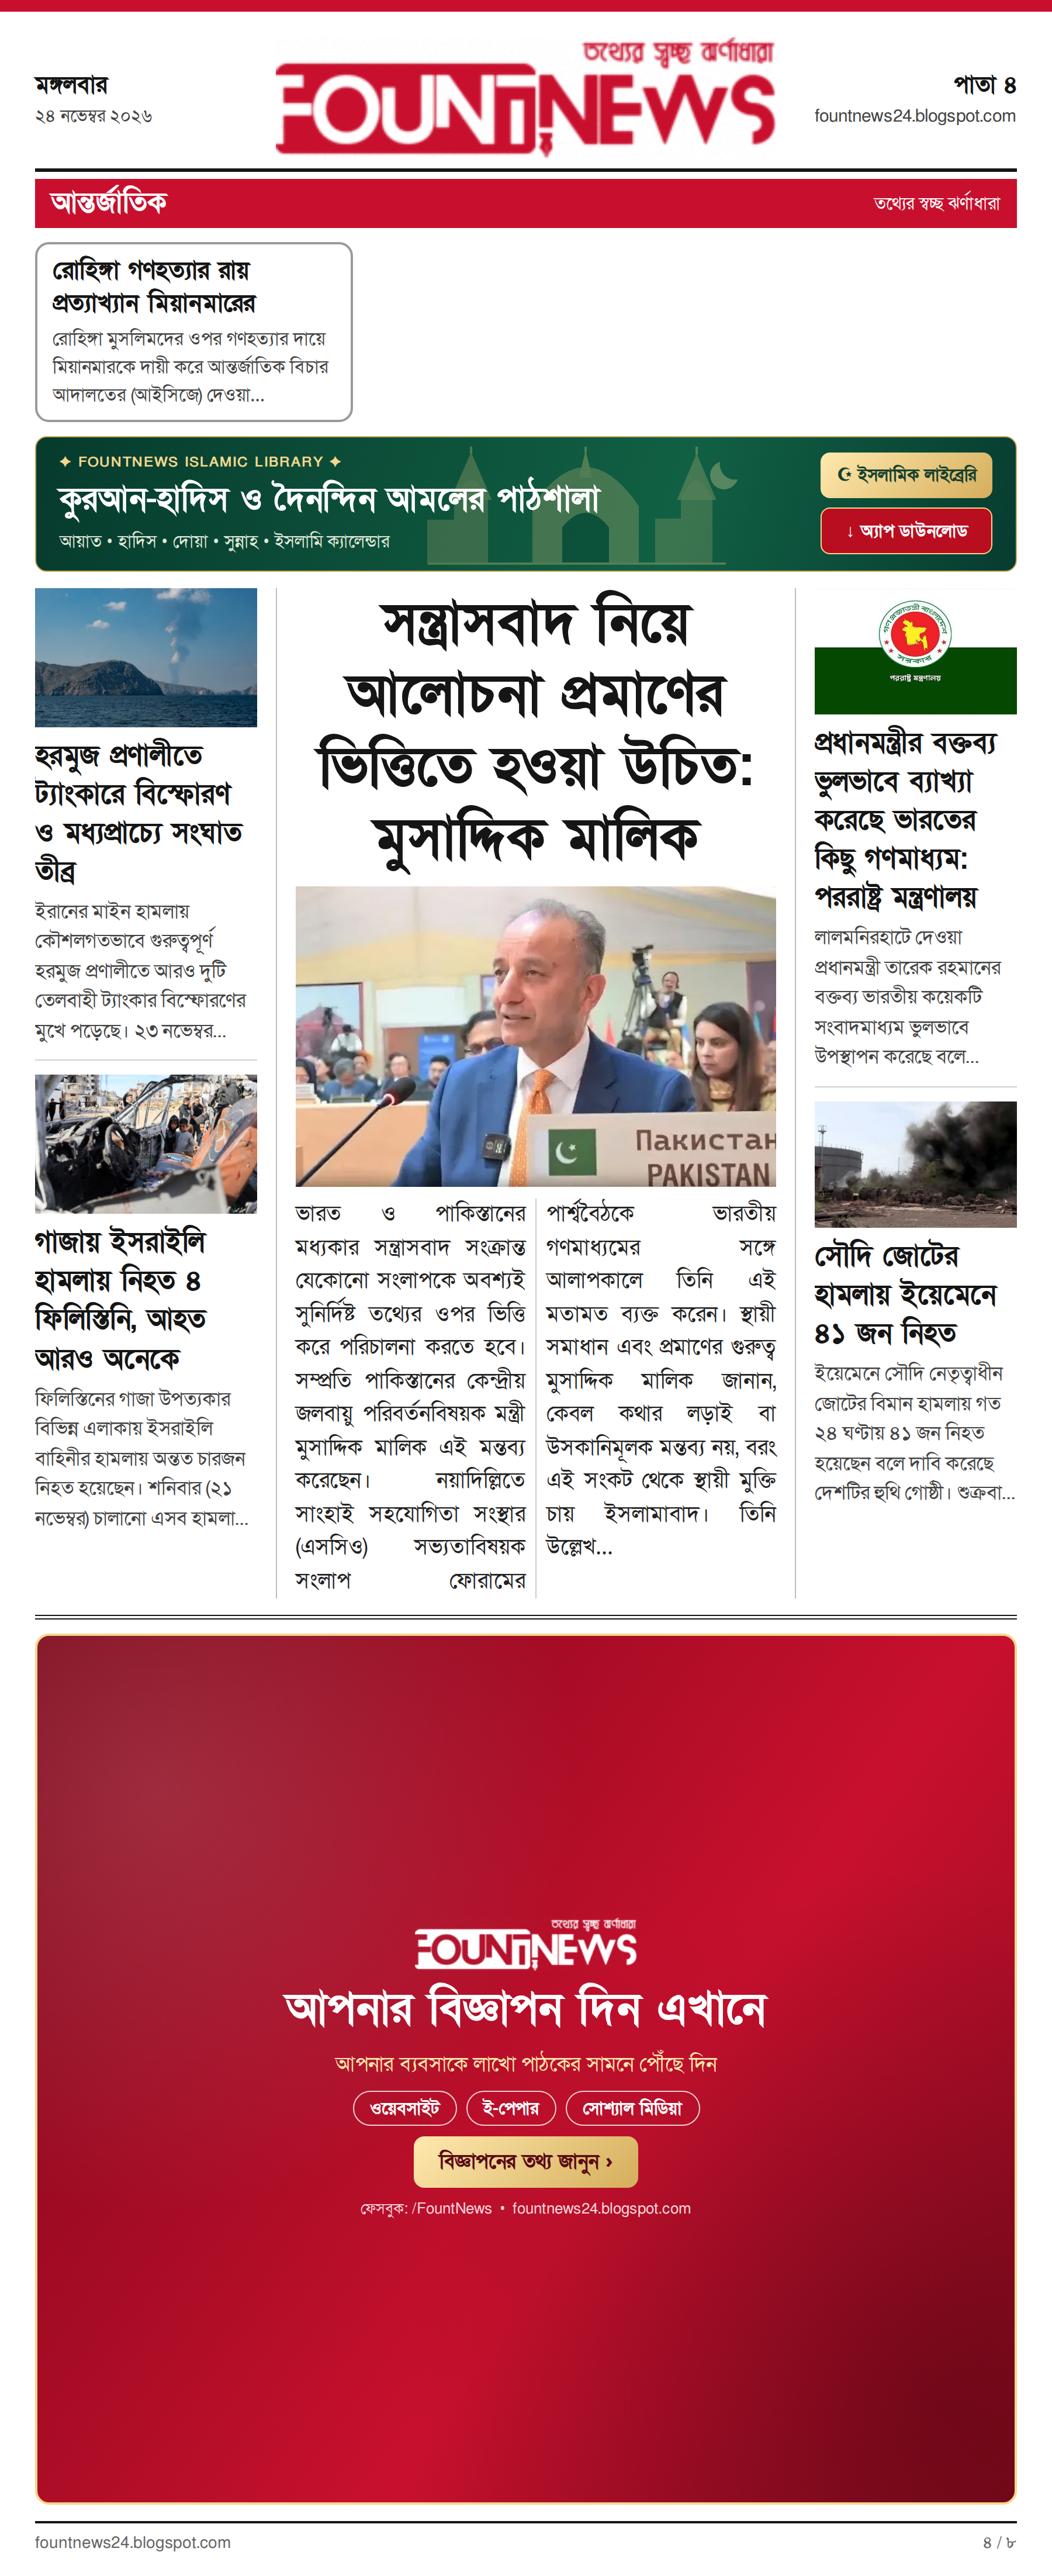 মঙ্গলবার
২৪ নভেম্বর ২০২৬
তথ্যের স্বচ্ছ ঝর্ণাধারা
FOUNTNEWS
পাতা ৪
fountnews24.blogspot.com
আন্তর্জাতিক
তথ্যের স্বচ্ছ ঝর্ণাধারা
রোহিঙ্গা গণহত্যার রায়
প্রত্যাখ্যান মিয়ানমারের
রোহিঙ্গা মুসলিমদের ওপর গণহত্যার দায়ে
মিয়ানমারকে দায়ী করে আন্তর্জাতিক বিচার
আদালতের (আইসিজে) দেওয়া...
✦ FOUNTNEWS ISLAMIC LIBRARY ✦
কুরআন-হাদিস ও দৈনন্দিন আমলের পাঠশালা
আয়াত • হাদিস • দোয়া • সুন্নাহ • ইসলামি ক্যালেন্ডার
☪ ইসলামিক লাইব্রেরি
↓ অ্যাপ ডাউনলোড
হরমুজ প্রণালীতে
ট্যাংকারে বিস্ফোরণ
ও মধ্যপ্রাচ্যে সংঘাত
তীব্র
ইরানের মাইন হামলায়
কৌশলগতভাবে গুরুত্বপূর্ণ
হরমুজ প্রণালীতে আরও দুটি
তেলবাহী ট্যাংকার বিস্ফোরণের
মুখে পড়েছে। ২৩ নভেম্বর...
গাজায় ইসরাইলি
হামলায় নিহত ৪
ফিলিস্তিনি, আহত
আরও অনেকে
ফিলিস্তিনের গাজা উপত্যকার
বিভিন্ন এলাকায় ইসরাইলি
বাহিনীর হামলায় অন্তত চারজন
নিহত হয়েছেন। শনিবার (২১
নভেম্বর) চালানো এসব হামলা...
সন্ত্রাসবাদ নিয়ে
আলোচনা প্রমাণের
ভিত্তিতে হওয়া উচিত:
মুসাদ্দিক মালিক
Пакистан
PAKISTAN
ভারত ও পাকিস্তানের
মধ্যকার সন্ত্রাসবাদ সংক্রান্ত
যেকোনো সংলাপকে অবশ্যই
সুনির্দিষ্ট তথ্যের ওপর ভিত্তি
করে পরিচালনা করতে হবে।
সম্প্রতি পাকিস্তানের কেন্দ্রীয়
জলবায়ু পরিবর্তনবিষয়ক মন্ত্রী
মুসাদ্দিক মালিক এই মন্তব্য
করেছেন। নয়াদিল্লিতে
সাংহাই সহযোগিতা সংস্থার
(এসসিও) সভ্যতাবিষয়ক
সংলাপ ফোরামের
পার্শ্ববৈঠকে ভারতীয়
গণমাধ্যমের সঙ্গে
আলাপকালে তিনি এই
মতামত ব্যক্ত করেন। স্থায়ী
সমাধান এবং প্রমাণের গুরুত্ব
মুসাদ্দিক মালিক জানান,
কেবল কথার লড়াই বা
উসকানিমূলক মন্তব্য নয়, বরং
এই সংকট থেকে স্থায়ী মুক্তি
চায় ইসলামাবাদ। তিনি
উল্লেখ...
গণপ্রজাতন্ত্রী বাংলাদেশ
সরকার
পররাষ্ট্র মন্ত্রণালয়
প্রধানমন্ত্রীর বক্তব্য
ভুলভাবে ব্যাখ্যা
করেছে ভারতের
কিছু গণমাধ্যম:
পররাষ্ট্র মন্ত্রণালয়
লালমনিরহাটে দেওয়া
প্রধানমন্ত্রী তারেক রহমানের
বক্তব্য ভারতীয় কয়েকটি
সংবাদমাধ্যম ভুলভাবে
উপস্থাপন করেছে বলে...
সৌদি জোটের
হামলায় ইয়েমেনে
৪১ জন নিহত
ইয়েমেনে সৌদি নেতৃত্বাধীন
জোটের বিমান হামলায় গত
২৪ ঘণ্টায় ৪১ জন নিহত
হয়েছেন বলে দাবি করেছে
দেশটির হুথি গোষ্ঠী। শুক্রবা...
তথ্যের স্বচ্ছ ঝর্ণাধারা
FOUNTNEWS
আপনার বিজ্ঞাপন দিন এখানে
আপনার ব্যবসাকে লাখো পাঠকের সামনে পৌঁছে দিন
ওয়েবসাইট
ই-পেপার
সোশ্যাল মিডিয়া
বিজ্ঞাপনের তথ্য জানুন ›
ফেসবুক: /FountNews • fountnews24.blogspot.com
fountnews24.blogspot.com
৪ / ৮